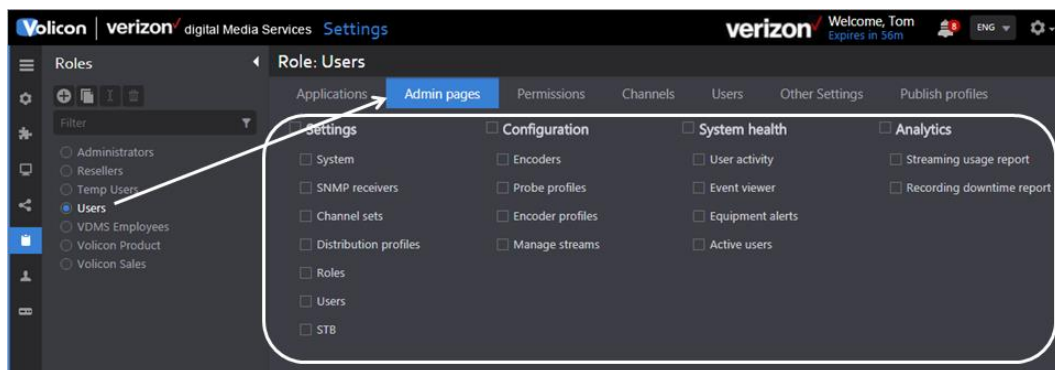 Volicon verizon digital Media Services Settings verizon Welcome, Tom 8 ENG
Expires in 56m
Roles Role: Users
Applications Admin pages Permissions Channels Users Other Settings Publish profiles
Filter
Settings Configuration System health Analytics
Administrators
System Encoders User activity Streaming usage report
Resellers
Temp Users
SNMP receivers Probe profiles Event viewer Recording downtime report
Users
Channel sets Encoder profiles Equipment alerts
VDMS Employees
Volicon Product
Distribution profiles Manage streams Active users
Volicon Sales
Roles
Users
STB